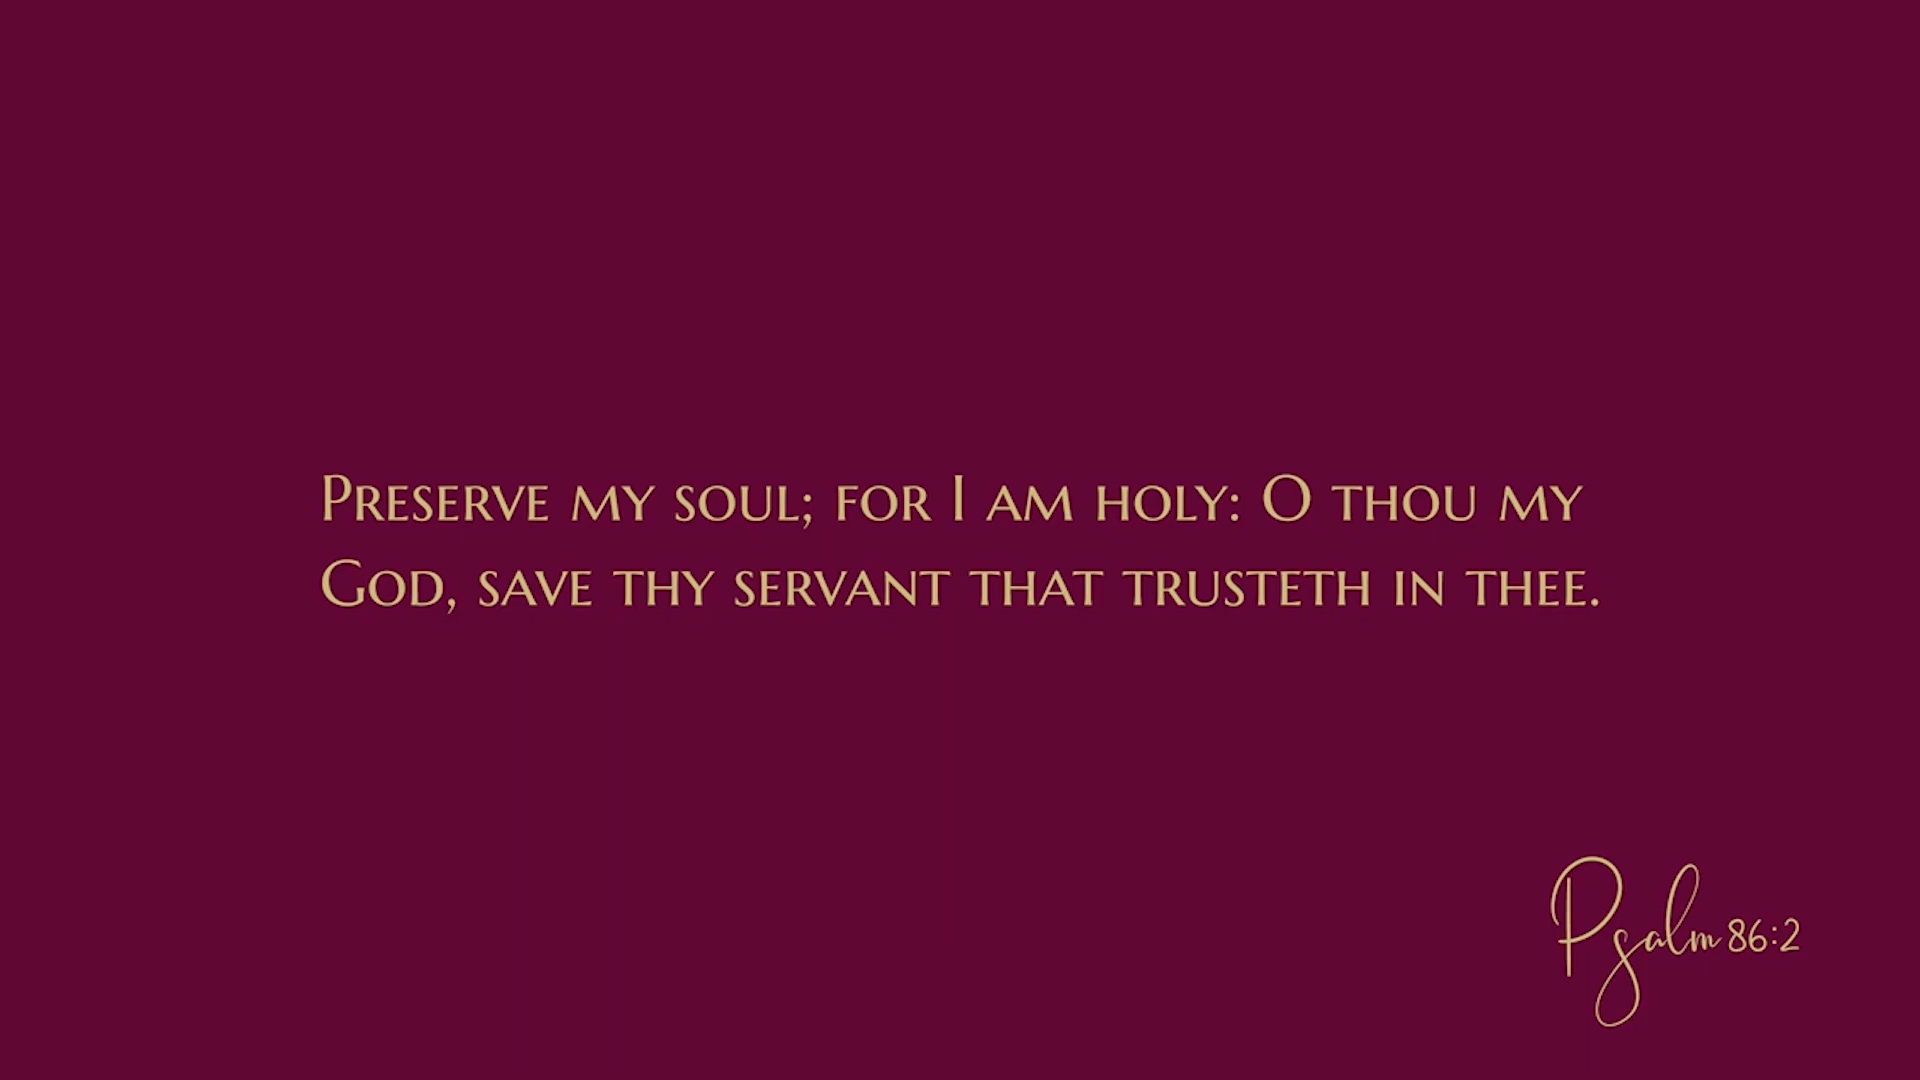 Preserve my soul; for I am holy: O thou my
God, save thy servant that trusteth in thee.
Psalm 86:2